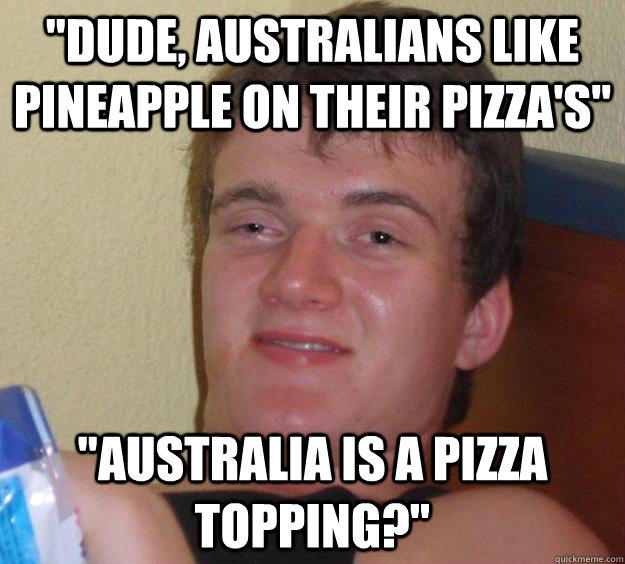 "DUDE, AUSTRALIANS LIKE
PINEAPPLE ON THEIR PIZZA'S"
"AUSTRALIA IS A PIZZA
TOPPING?"
quickmeme.com